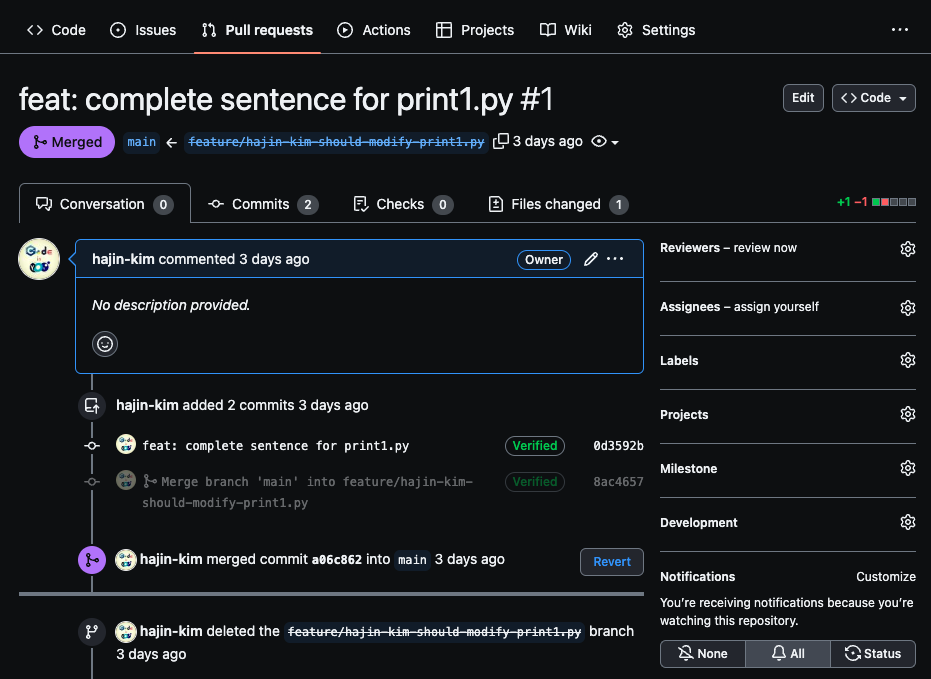 Code Issues Pull requests Actions Projects Wiki Settings
feat: complete sentence for print1.py #1
Edit
Code
Merged main ← feature/hajin-kim-should-modify-print1.py 3 days ago
Conversation 0 Commits 2 Checks 0 Files changed 1
+1 −1
hajin-kim commented 3 days ago Owner
No description provided.
hajin-kim added 2 commits 3 days ago
feat: complete sentence for print1.py Verified 0d3592b
Merge branch 'main' into feature/hajin-kim- Verified 8ac4657
should-modify-print1.py
hajin-kim merged commit a06c862 into main 3 days ago Revert
hajin-kim deleted the feature/hajin-kim-should-modify-print1.py branch
3 days ago
Reviewers – review now
Assignees – assign yourself
Labels
Projects
Milestone
Development
Notifications Customize
You're receiving notifications because you're
watching this repository.
None All Status